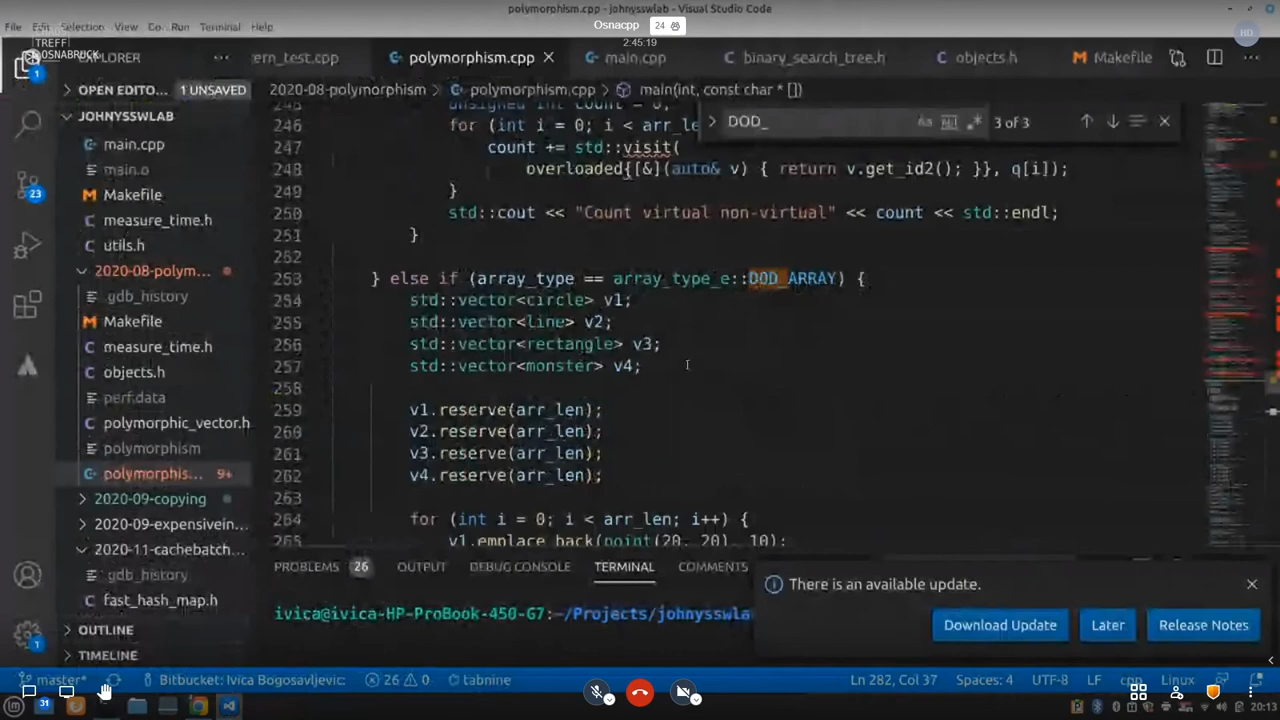 polymorphism.cpp - johnysswlab - Visual Studio Code
File Edit Selection View Go Run Terminal Help
Osnacpp 24
2:45:19
TREFF
@OSNABRUCK
HD
EXPLORER ...
ern_test.cpp polymorphism.cpp main.cpp binary_search_tree.h objects.h Makefile
1
OPEN EDITO... 1 UNSAVED
2020-08-polymorphism > polymorphism.cpp > main(int, const char * [])
JOHNYSSWLAB
DOD_ Aa Abl .* 3 of 3
main.cpp
main.o
Makefile
measure_time.h
utils.h
2020-08-polym...
gdb_history
Makefile
measure_time.h
objects.h
perf.data
polymorphic_vector.h
polymorphism
polymorphis... 9+
2020-09-copying
2020-09-expensivein...
2020-11-cachebatch...
gdb_history
fast_hash_map.h
OUTLINE
TIMELINE
23
1
245 unsigned int count = 0;
246 for (int i = 0; i < arr_le
247 count += std::visit(
248 overloaded{[&](auto& v) { return v.get_id2(); }}, q[i]);
249 }
250 std::cout << "Count virtual non-virtual" << count << std::endl;
251 }
252
253 } else if (array_type == array_type_e::DOD_ARRAY) {
254 std::vector<circle> v1;
255 std::vector<line> v2;
256 std::vector<rectangle> v3;
257 std::vector<monster> v4;
258
259 v1.reserve(arr_len);
260 v2.reserve(arr_len);
261 v3.reserve(arr_len);
262 v4.reserve(arr_len);
263
264 for (int i = 0; i < arr_len; i++) {
265 v1.emplace_back(point(20, 20), 10);
PROBLEMS 26 OUTPUT DEBUG CONSOLE TERMINAL COMMENTS
ivica@ivica-HP-ProBook-450-G7:~/Projects/johnysswla
There is an available update.
Download Update Later Release Notes
master* Bitbucket: Ivica Bogosavljevic: 26 0 tabnine Ln 282, Col 37 Spaces: 4 UTF-8 LF cpp Linux
31 20:13